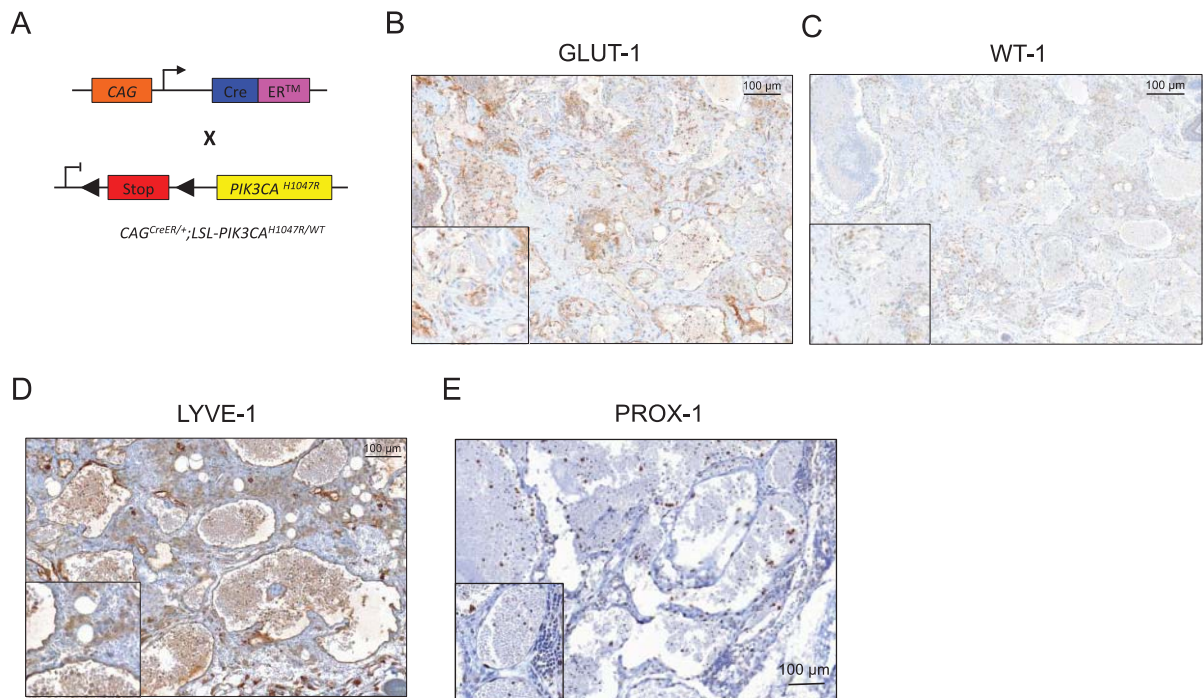 A
CAG
Cre
ERᵀᴹ
X
Stop
PIK3CA ᴴ¹⁰⁴⁷ᴿ
CAGᶜʳᵉᴱᴿ/⁺;LSL-PIK3CAᴴ¹⁰⁴⁷ᴿ/ᵂᵀ
B
GLUT-1
100 µm
C
WT-1
100 µm
D
LYVE-1
100 µm
E
PROX-1
100 µm